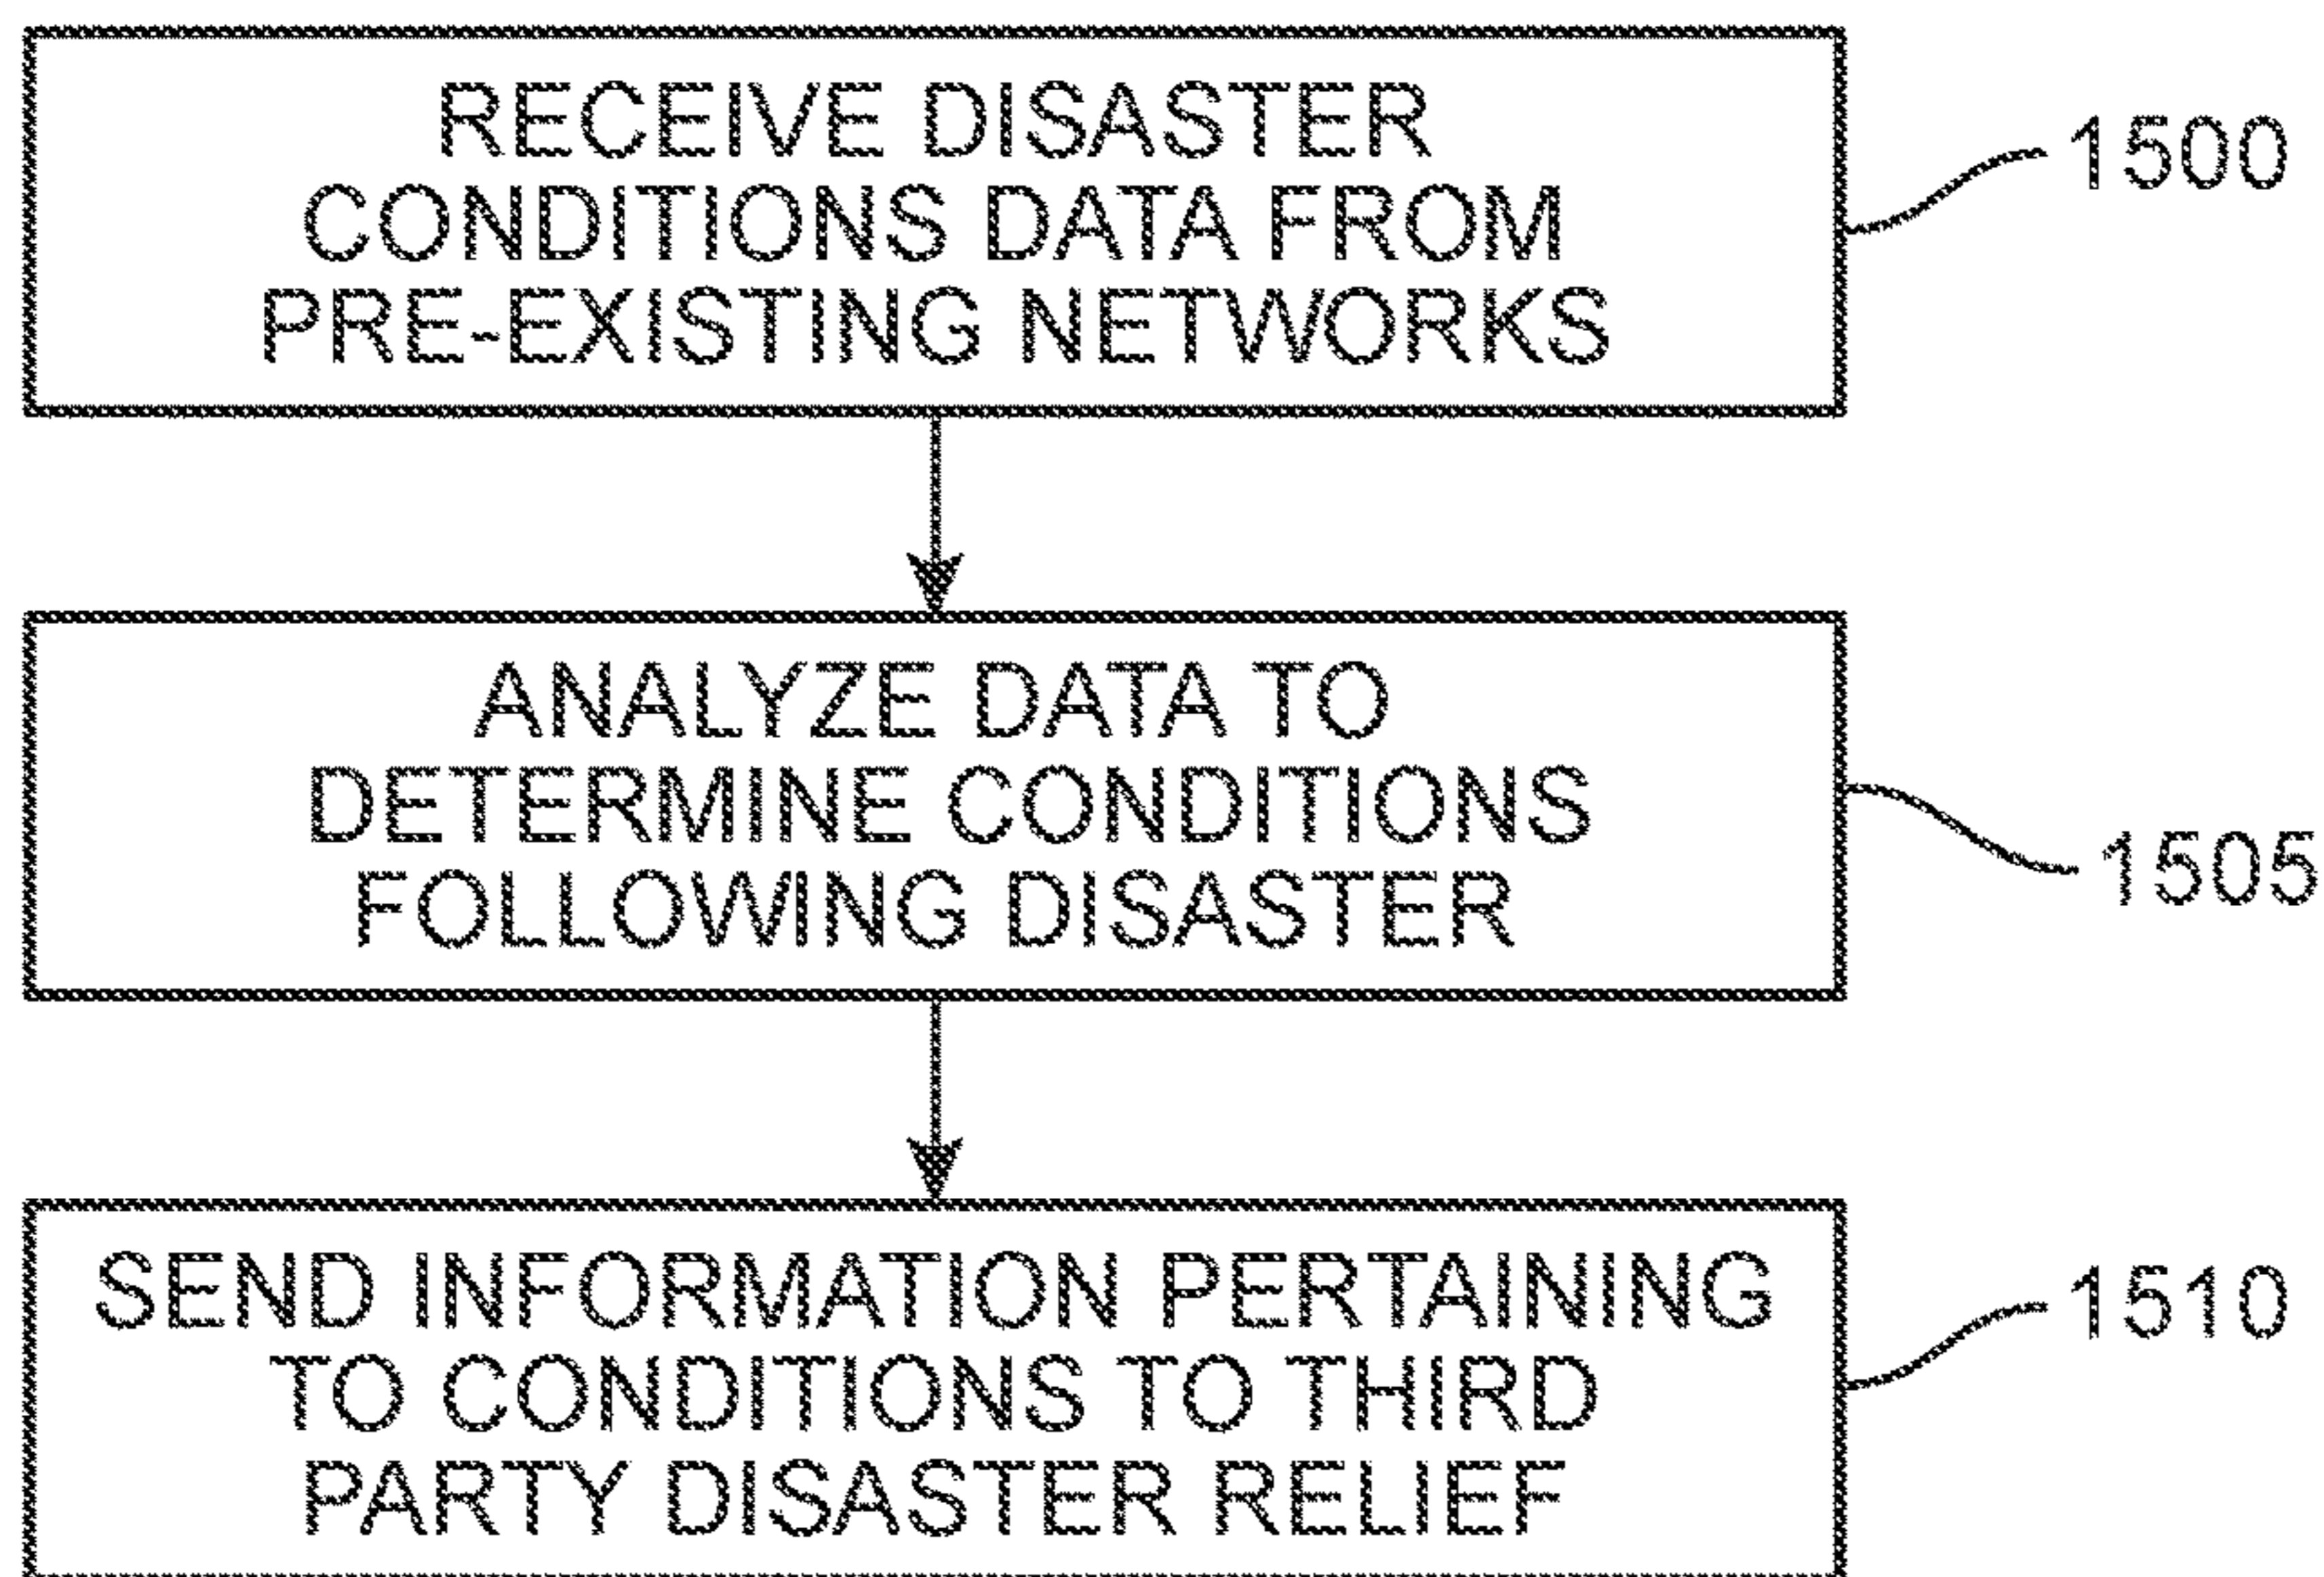 RECEIVE DISASTER
CONDITIONS DATA FROM
PRE-EXISTING NETWORKS
1500
ANALYZE DATA TO
DETERMINE CONDITIONS
FOLLOWING DISASTER
1505
SEND INFORMATION PERTAINING
TO CONDITIONS TO THIRD
PARTY DISASTER RELIEF
1510